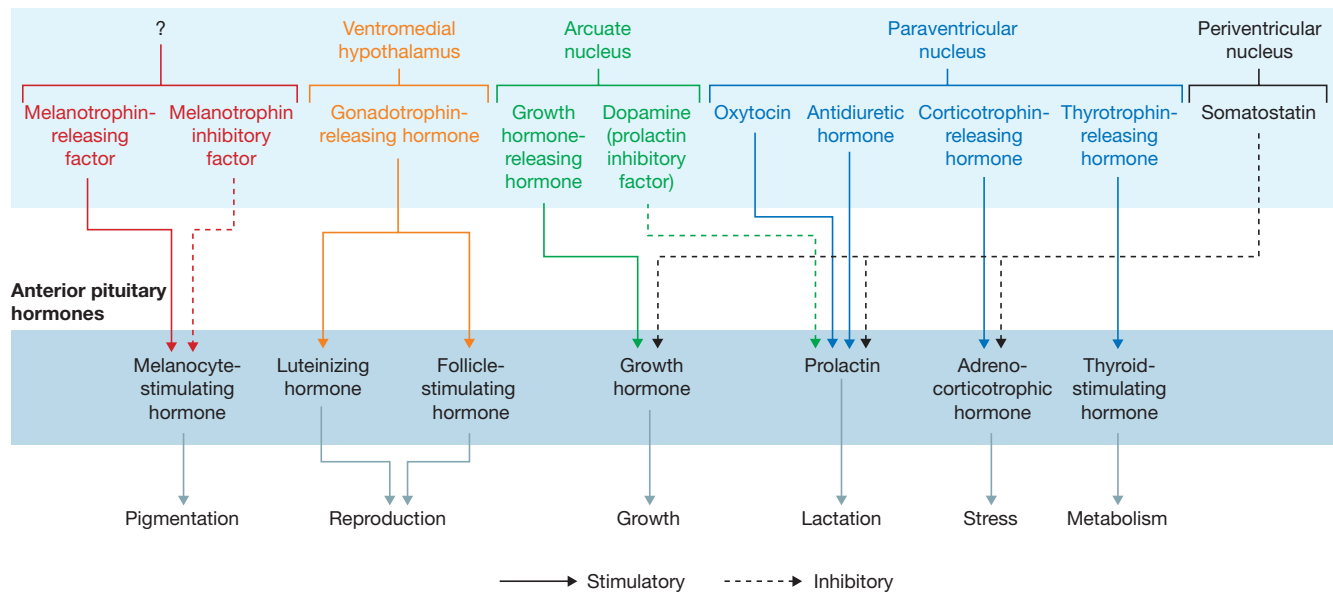 ?
Ventromedial
hypothalamus
Arcuate
nucleus
Paraventricular
nucleus
Periventricular
nucleus
Melanotrophin-
releasing
factor
Melanotrophin
inhibitory
factor
Gonadotrophin-
releasing hormone
Growth
hormone-
releasing
hormone
Dopamine
(prolactin
inhibitory
factor)
Oxytocin
Antidiuretic
hormone
Corticotrophin-
releasing
hormone
Thyrotrophin-
releasing
hormone
Somatostatin
Anterior pituitary
hormones
Melanocyte-
stimulating
hormone
Luteinizing
hormone
Follicle-
stimulating
hormone
Growth
hormone
Prolactin
Adreno-
corticotrophic
hormone
Thyroid-
stimulating
hormone
Pigmentation
Reproduction
Growth
Lactation
Stress
Metabolism
Stimulatory
Inhibitory